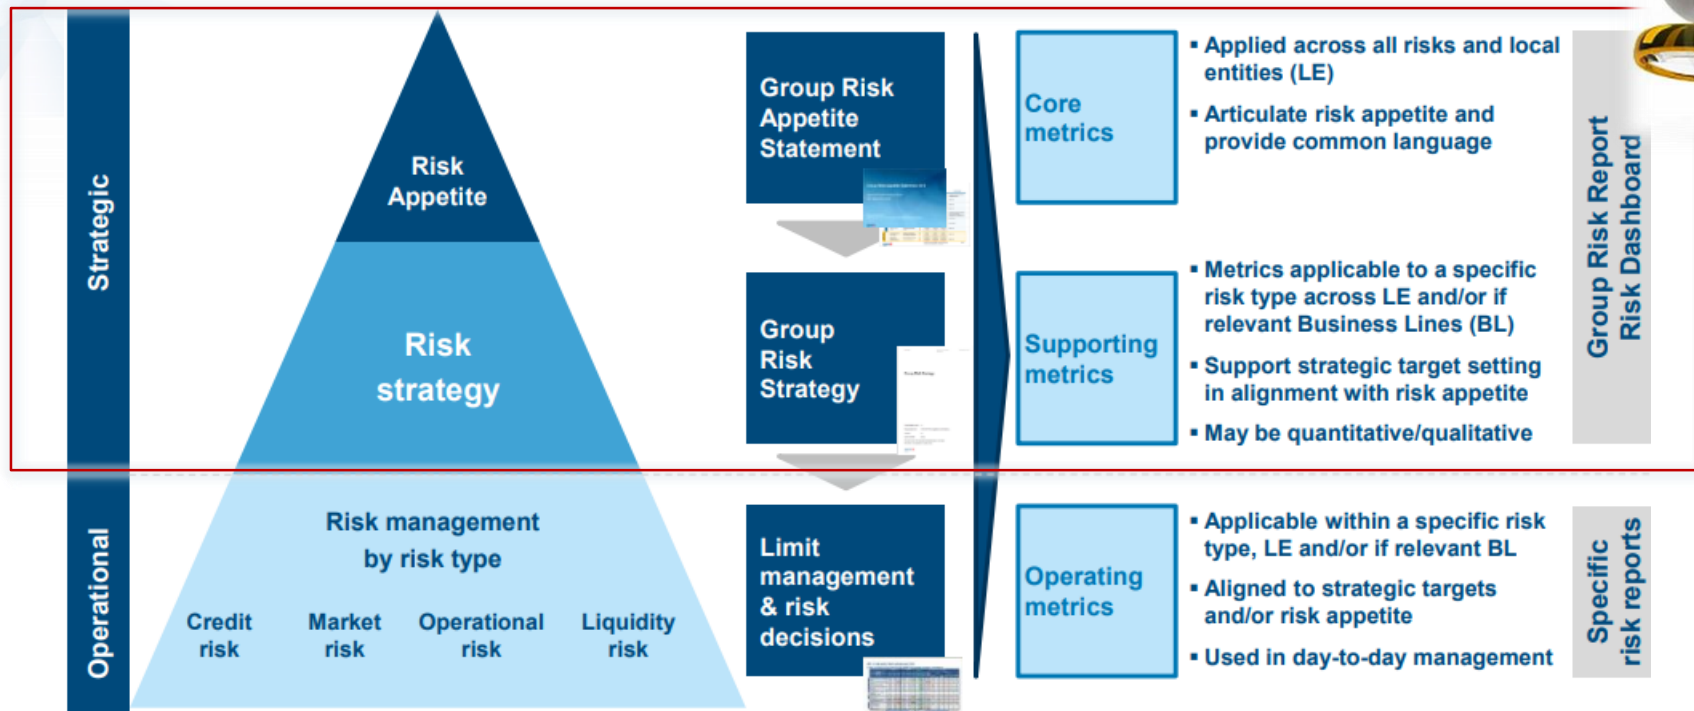 Strategic
Risk
Appetite
Risk
strategy
Group Risk
Appetite
Statement
Group
Risk
Strategy
Core
metrics
▪ Applied across all risks and local
entities (LE)
▪ Articulate risk appetite and
provide common language
Supporting
metrics
▪ Metrics applicable to a specific
risk type across LE and/or if
relevant Business Lines (BL)
▪ Support strategic target setting
in alignment with risk appetite
▪ May be quantitative/qualitative
Group Risk Report
Risk Dashboard
Operational
Risk management
by risk type
Credit
risk
Market
risk
Operational
risk
Liquidity
risk
Limit
management
& risk
decisions
Operating
metrics
▪ Applicable within a specific risk
type, LE and/or if relevant BL
▪ Aligned to strategic targets
and/or risk appetite
▪ Used in day-to-day management
Specific
risk reports